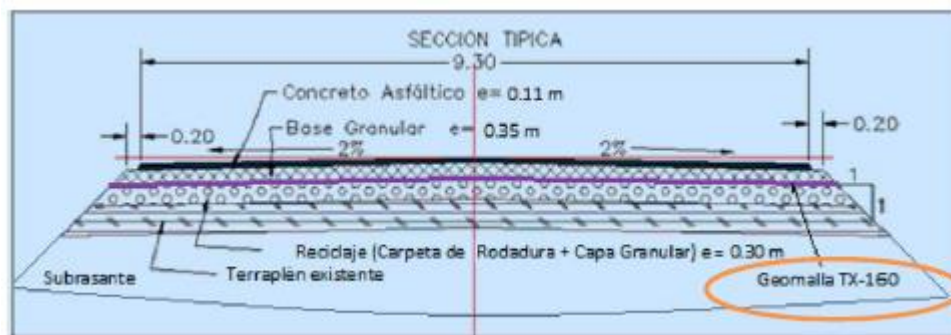 SECCION TIPICA
9.30
Concreto Asfáltico e= 0.11 m
0.20
Base Granular e= 0.35 m
0.20
2%
2%
1
1
Reciclaje (Carpeta de Rodadura + Capa Granular) e= 0.30 m
Subrasante
Terraplén existente
Geomalla TX-160